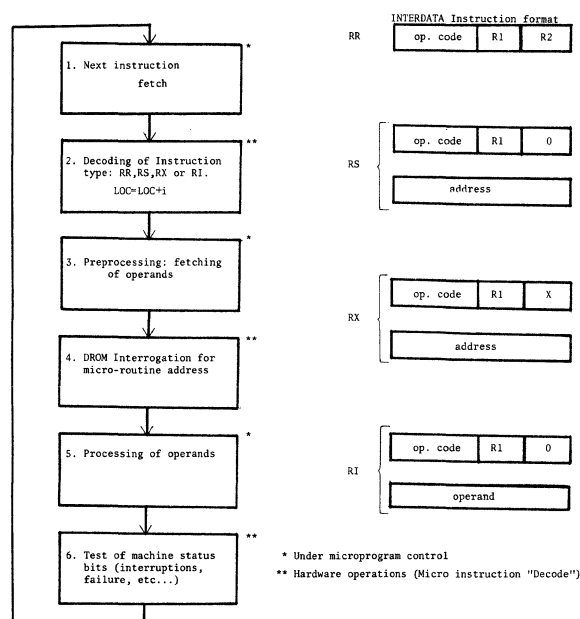 1. Next instruction
fetch
*
2. Decoding of Instruction
type: RR,RS,RX or RI.
LOC=LOC+i
**
3. Preprocessing: fetching
of operands
*
4. DROM Interrogation for
micro-routine address
**
5. Processing of operands
*
6. Test of machine status
bits (interruptions,
failure, etc...)
**
INTERDATA Instruction format
RR
op. code R1 R2
RS
op. code R1 0
address
RX
op. code R1 X
address
RI
op. code R1 0
operand
* Under microprogram control
** Hardware operations (Micro instruction "Decode")